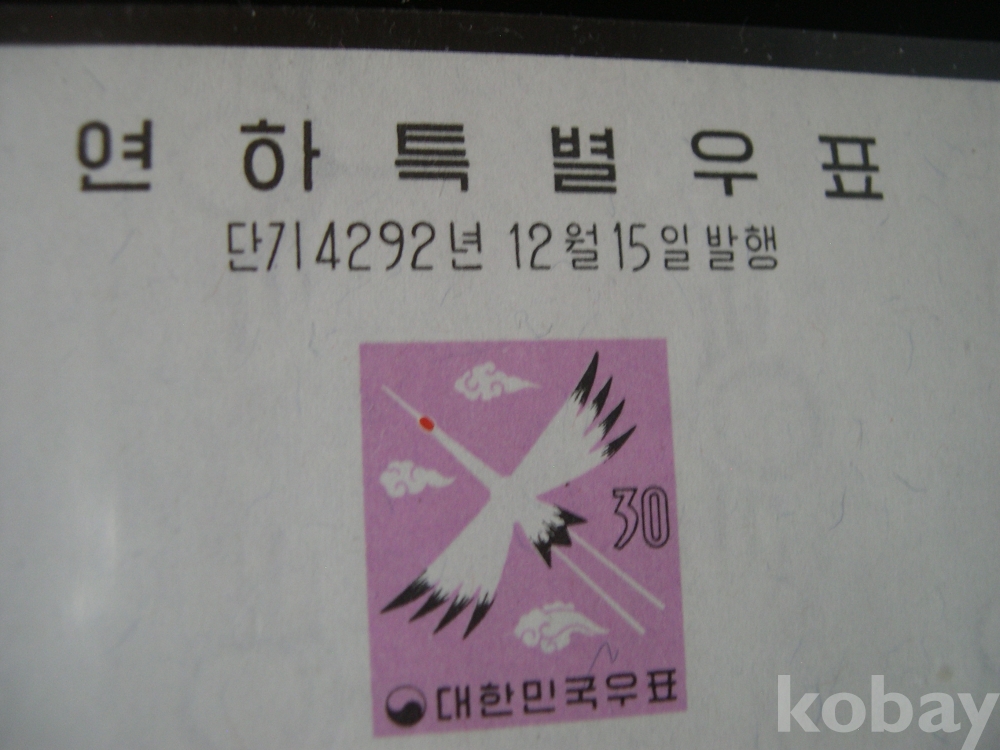 연하특별우표
단기4292년 12월15일 발행
30
대한민국우표
kobay